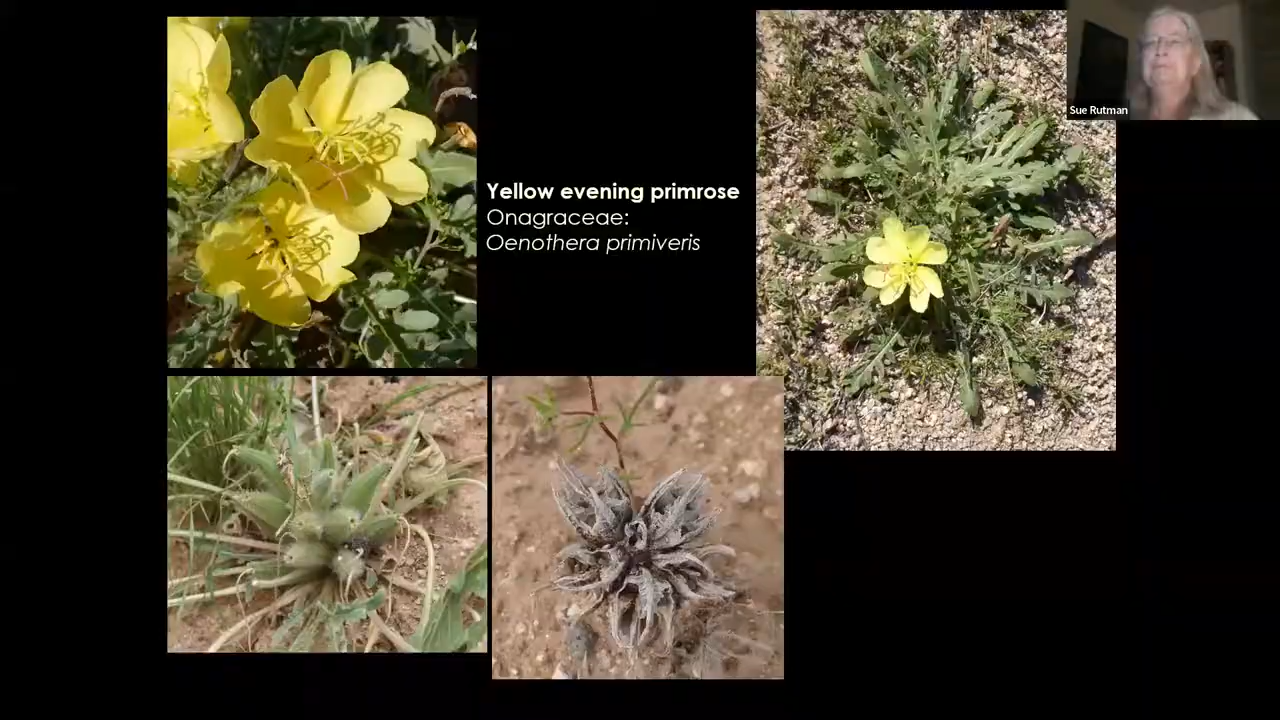 Yellow evening primrose
Onagraceae:
Oenothera primiveris
Sue Rutman